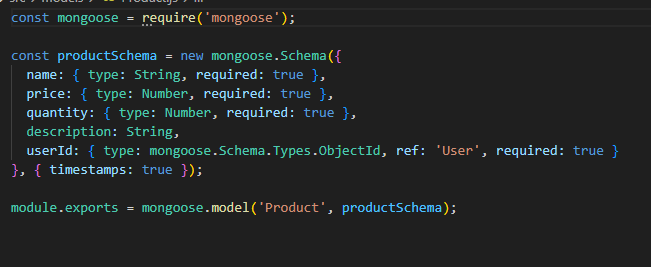 const mongoose = require('mongoose');
const productSchema = new mongoose.Schema({
name: { type: String, required: true },
price: { type: Number, required: true },
quantity: { type: Number, required: true },
description: String,
userId: { type: mongoose.Schema.Types.ObjectId, ref: 'User', required: true }
}, { timestamps: true });
module.exports = mongoose.model('Product', productSchema);